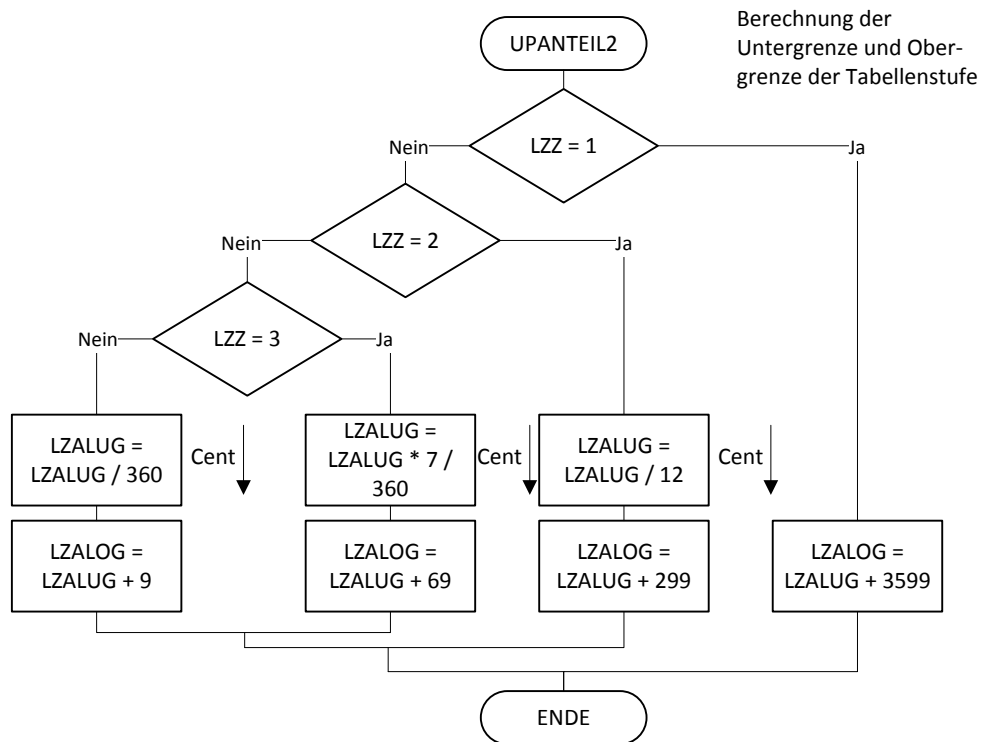 UPANTEIL2
Berechnung der
Untergrenze und Ober-
grenze der Tabellenstufe
LZZ = 1
Nein
Ja
LZZ = 2
Nein
Ja
LZZ = 3
Nein
Ja
LZALUG =
LZALUG / 360
Cent
LZALUG =
LZALUG * 7 /
360
Cent
LZALUG =
LZALUG / 12
Cent
LZALOG =
LZALUG + 9
LZALOG =
LZALUG + 69
LZALOG =
LZALUG + 299
LZALOG =
LZALUG + 3599
ENDE